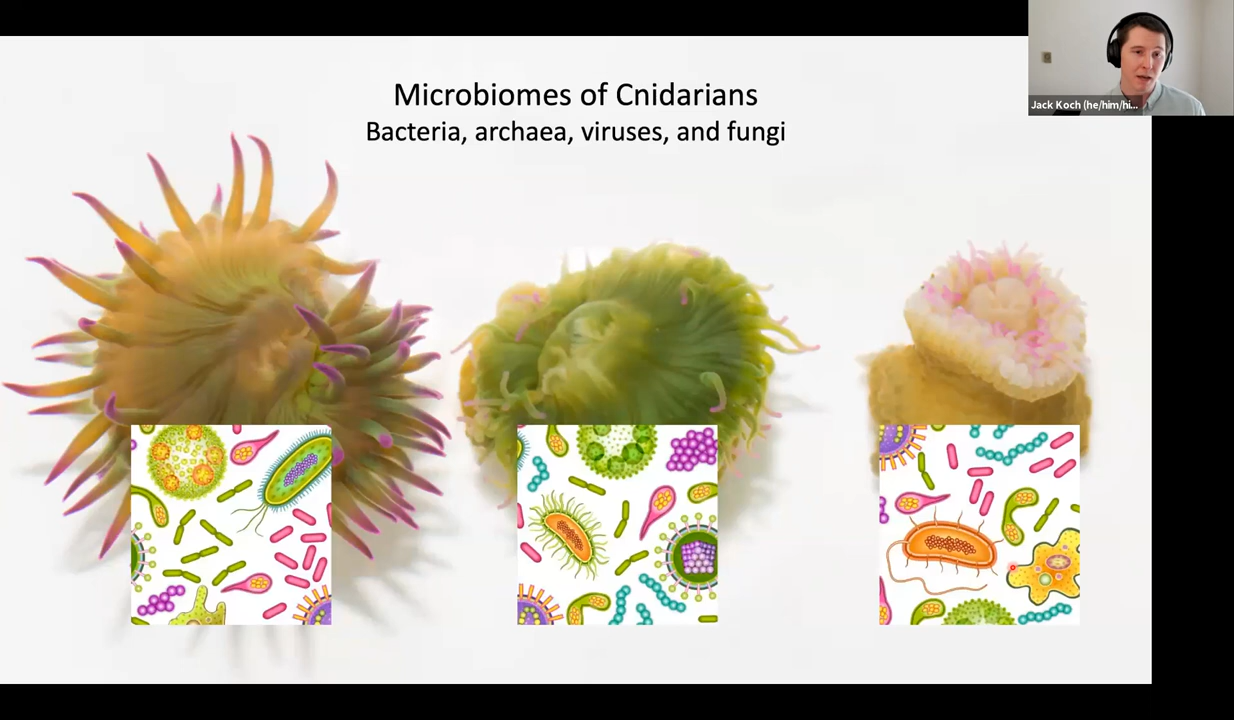 Microbiomes of Cnidarians
Bacteria, archaea, viruses, and fungi
Jack Koch (he/him/hi...